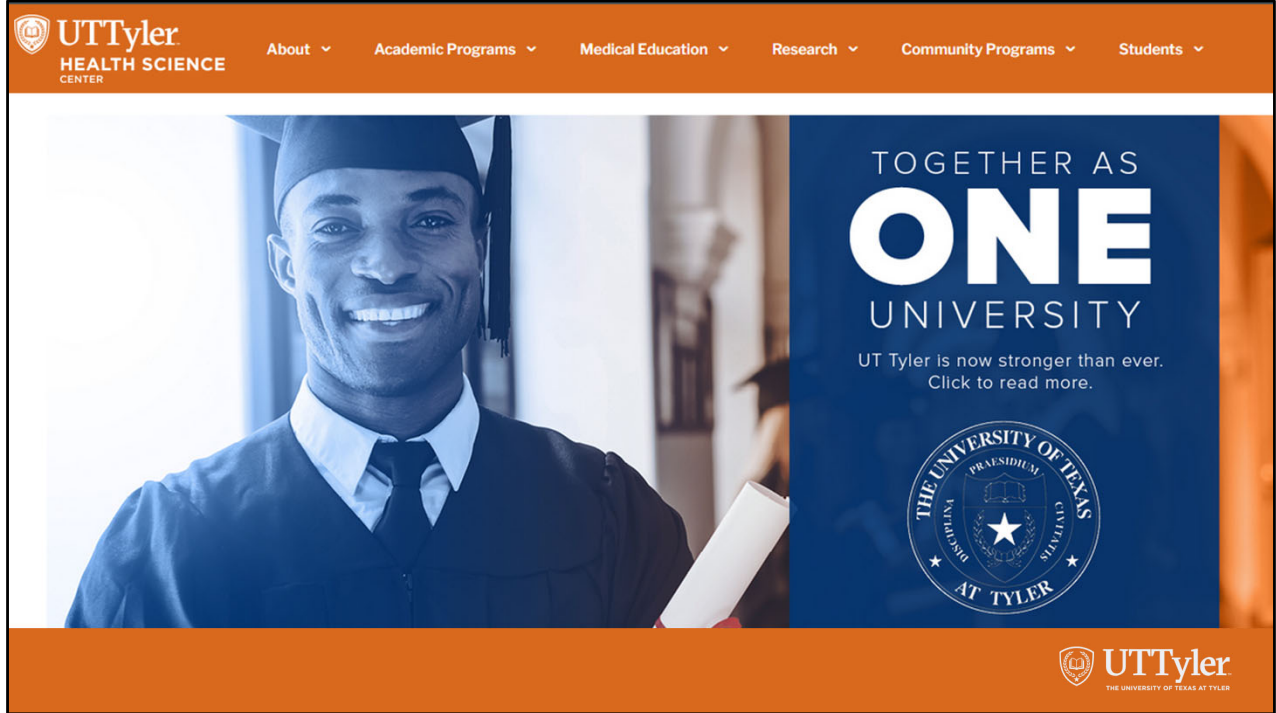 UTTyler
HEALTH SCIENCE
CENTER
About
Academic Programs
Medical Education
Research
Community Programs
Students
TOGETHER AS
ONE
UNIVERSITY
UT Tyler is now stronger than ever.
Click to read more.
THE UNIVERSITY OF TEXAS
PRAESIDIUM
DISCIPLINA
CIVITATIS
AT TYLER
UTTyler
THE UNIVERSITY OF TEXAS AT TYLER